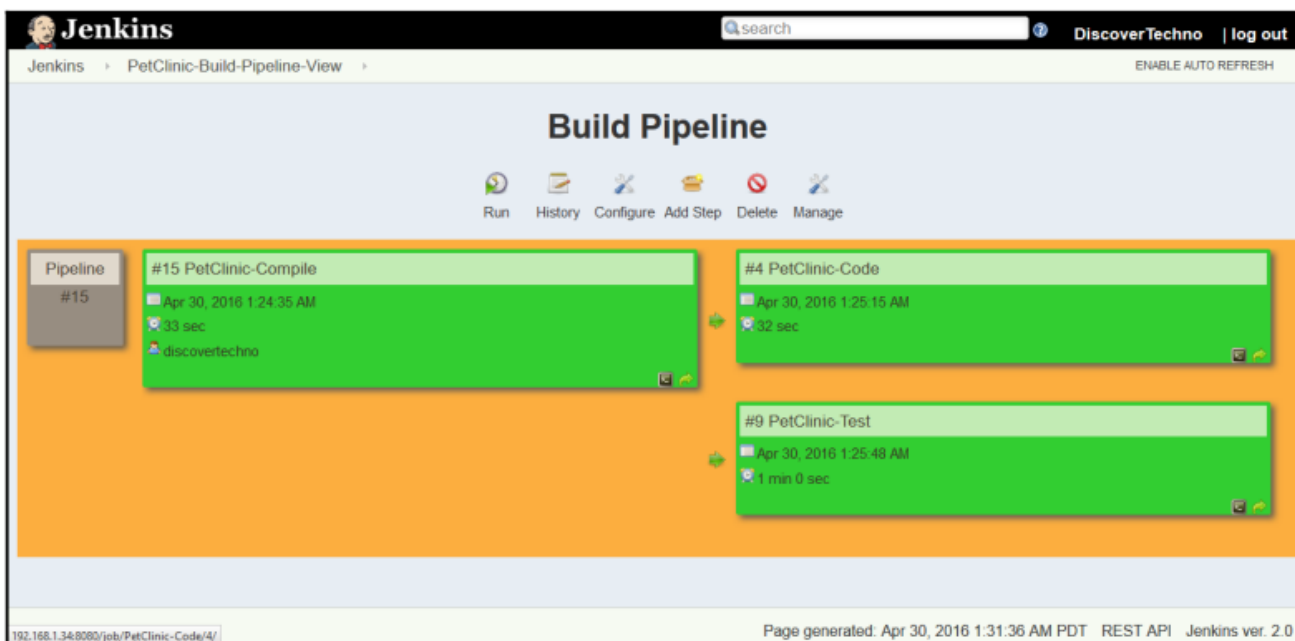 Jenkins
search
DiscoverTechno | log out
Jenkins PetClinic-Build-Pipeline-View
ENABLE AUTO REFRESH
Build Pipeline
Run History Configure Add Step Delete Manage
Pipeline
#15
#15 PetClinic-Compile
Apr 30, 2016 1:24:35 AM
33 sec
discovertechno
#4 PetClinic-Code
Apr 30, 2016 1:25:15 AM
32 sec
#9 PetClinic-Test
Apr 30, 2016 1:25:48 AM
1 min 0 sec
192.168.1.34:8080/job/PetClinic-Code/4/
Page generated: Apr 30, 2016 1:31:36 AM PDT REST API Jenkins ver. 2.0